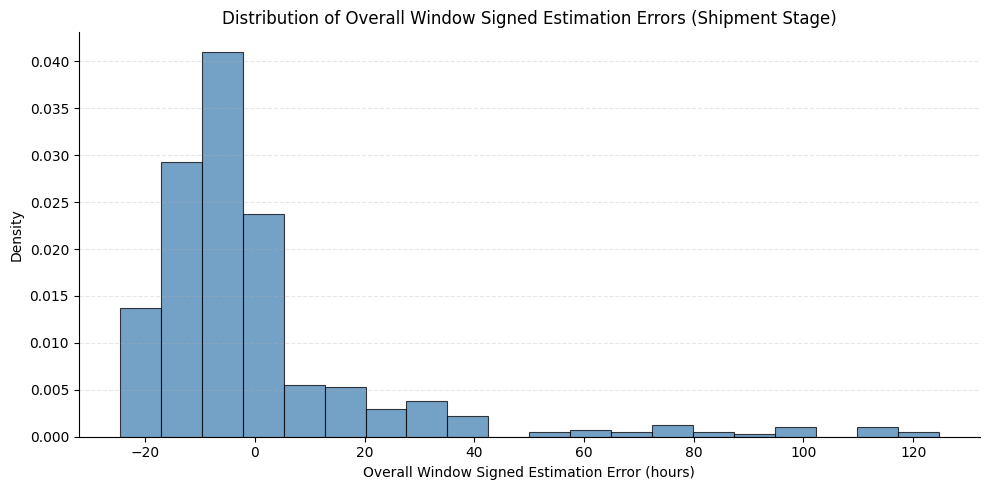 Distribution of Overall Window Signed Estimation Errors (Shipment Stage)
0.040
0.035
0.030
0.025
0.020
0.015
0.010
0.005
0.000
Density
−20 0 20 40 60 80 100 120
Overall Window Signed Estimation Error (hours)